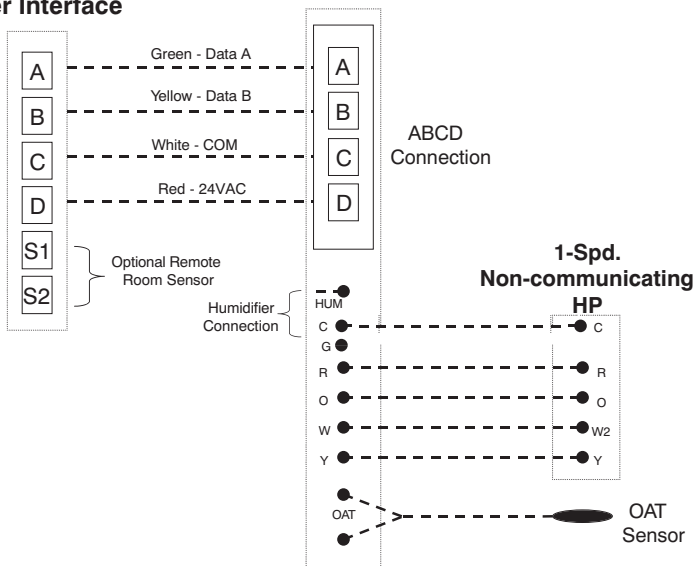 Interface
A
B
C
D
S1
S2
Green - Data A
Yellow - Data B
White - COM
Red - 24VAC
Optional Remote
Room Sensor
A
B
C
D
ABCD
Connection
Humidifier
Connection
HUM
C
G
R
O
W
Y
OAT
1-Spd.
Non-communicating
HP
C
R
O
W2
Y
OAT
Sensor